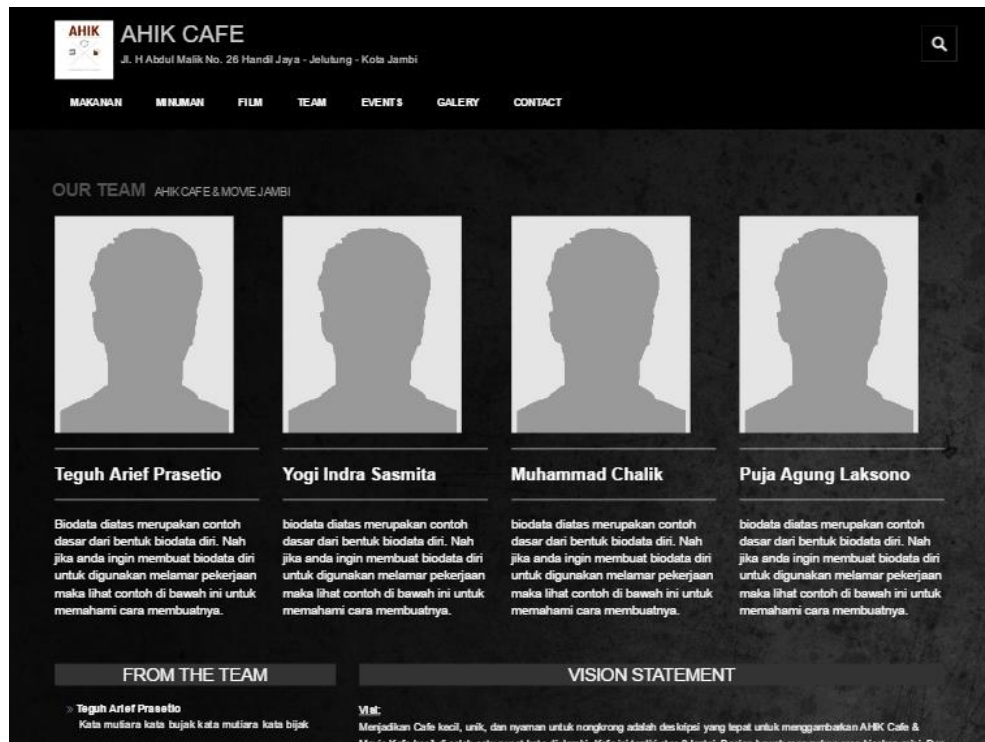 AHIK
AHIK CAFE
Jl. H Abdul Malik No. 26 Handil Jaya - Jelutung - Kota Jambi
MAKANAN MINUMAN FILM TEAM EVENTS GALERY CONTACT
OUR TEAM AHIK CAFE & MOVIE JAMBI
Teguh Arief Prasetio
Biodata diatas merupakan contoh
dasar dari bentuk biodata diri. Nah
jika anda ingin membuat biodata diri
untuk digunakan melamar pekerjaan
maka lihat contoh di bawah ini untuk
memahami cara membuatnya.
Yogi Indra Sasmita
biodata diatas merupakan contoh
dasar dari bentuk biodata diri. Nah
jika anda ingin membuat biodata diri
untuk digunakan melamar pekerjaan
maka lihat contoh di bawah ini untuk
memahami cara membuatnya.
Muhammad Chalik
biodata diatas merupakan contoh
dasar dari bentuk biodata diri. Nah
jika anda ingin membuat biodata diri
untuk digunakan melamar pekerjaan
maka lihat contoh di bawah ini untuk
memahami cara membuatnya.
Puja Agung Laksono
biodata diatas merupakan contoh
dasar dari bentuk biodata diri. Nah
jika anda ingin membuat biodata diri
untuk digunakan melamar pekerjaan
maka lihat contoh di bawah ini untuk
memahami cara membuatnya.
FROM THE TEAM
» Teguh Arief Prasetio
Kata mutiara kata bujak kata mutiara kata bijak
VISION STATEMENT
Visi:
Menjadikan Cafe kecil, unik, dan nyaman untuk nongkrong adalah deskripsi yang tepat untuk menggambarkan AHIK Cafe &